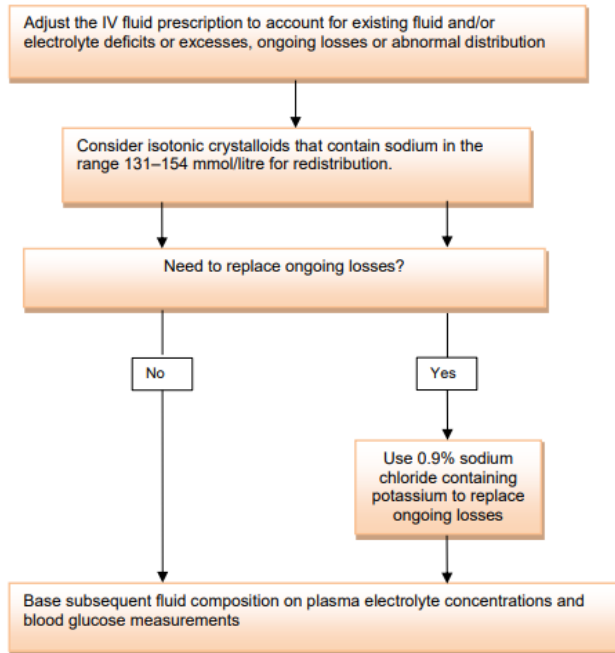 Adjust the IV fluid prescription to account for existing fluid and/or
electrolyte deficits or excesses, ongoing losses or abnormal distribution
Consider isotonic crystalloids that contain sodium in the
range 131–154 mmol/litre for redistribution.
Need to replace ongoing losses?
No
Yes
Use 0.9% sodium
chloride containing
potassium to replace
ongoing losses
Base subsequent fluid composition on plasma electrolyte concentrations and
blood glucose measurements